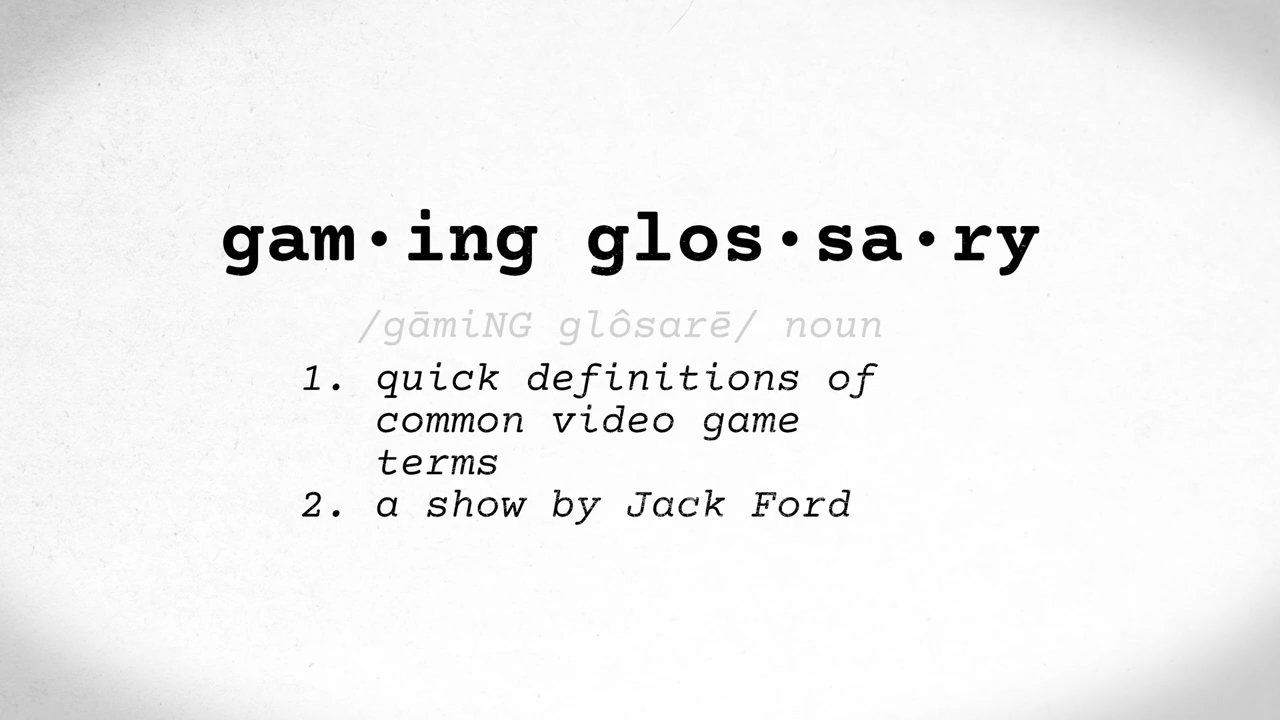 gam·ing glos·sa·ry
/gāmiNG glôsarē/ noun
1. quick definitions of
common video game
terms
2. a show by Jack Ford